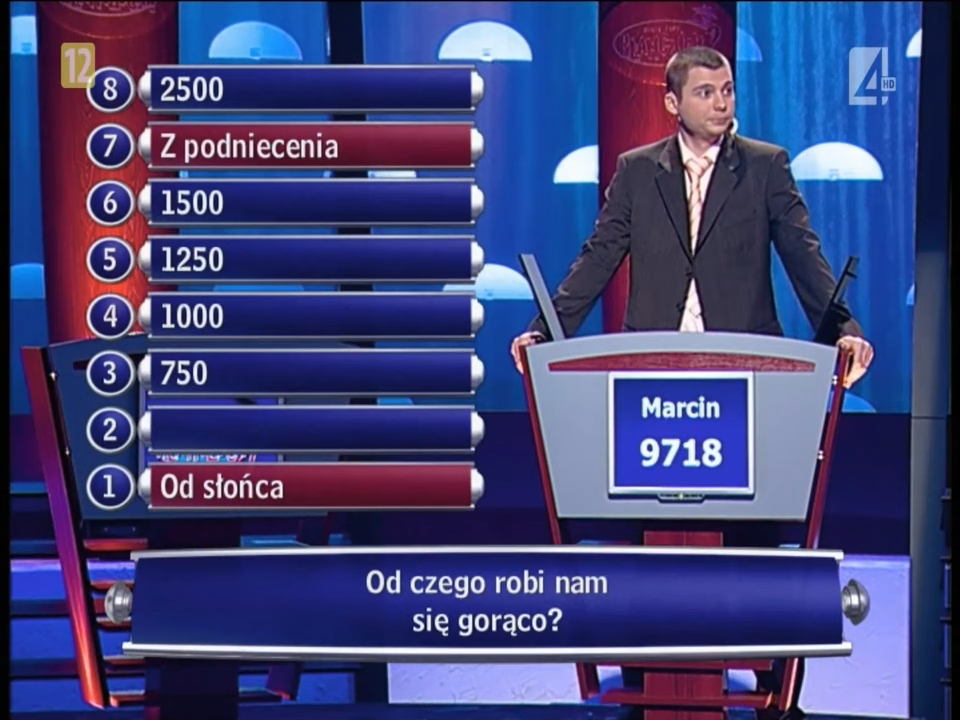 12
4
HD
8 2500
7 Z podniecenia
6 1500
5 1250
4 1000
3 750
2
1 Od słońca
Marcin
9718
Od czego robi nam
się gorąco?